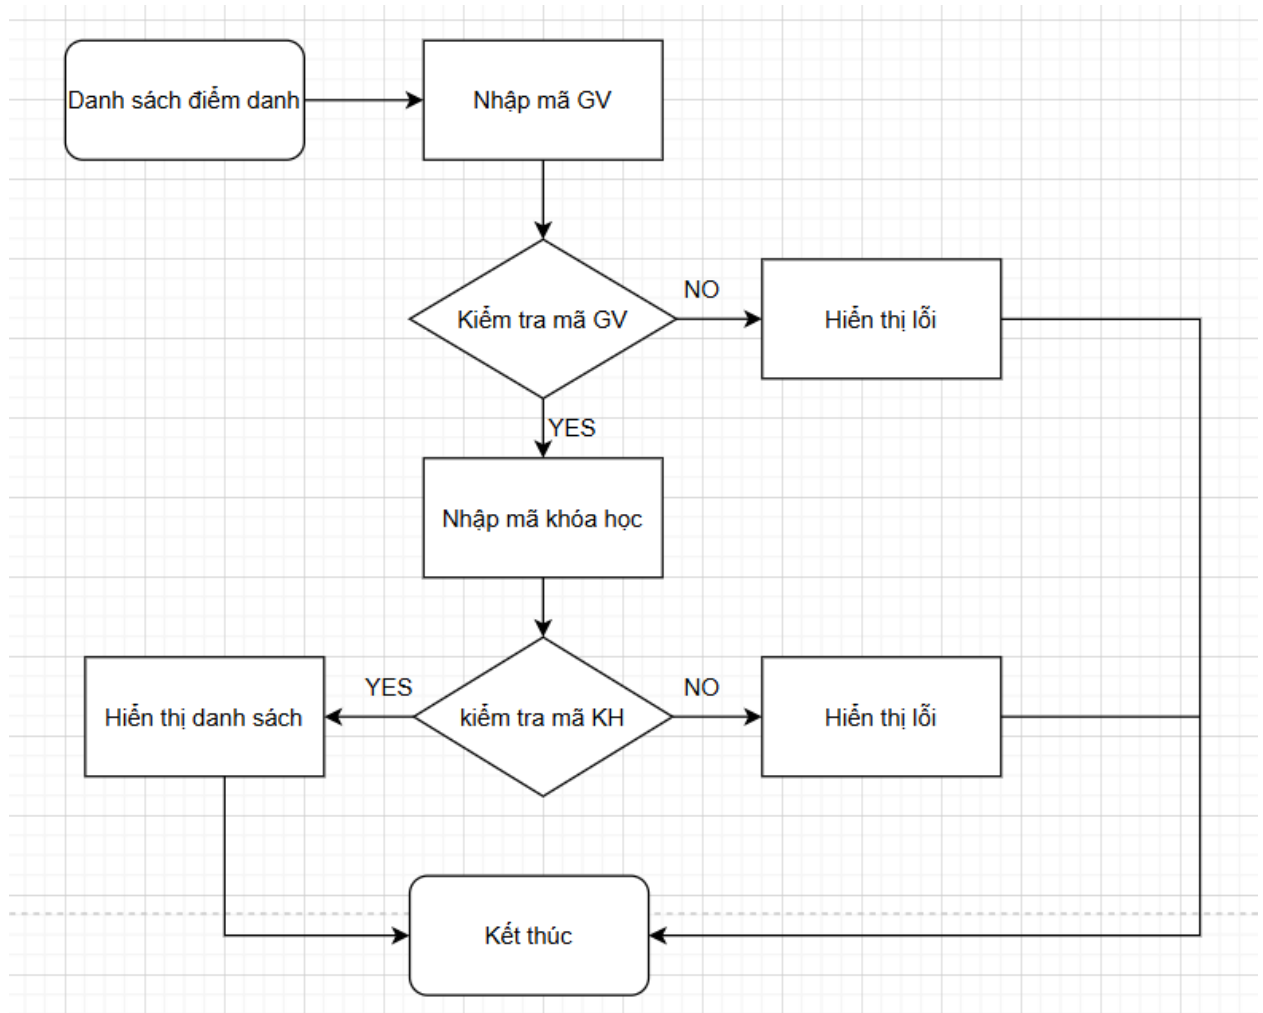 Danh sách điểm danh
Nhập mã GV
Kiểm tra mã GV
NO
Hiển thị lỗi
YES
Nhập mã khóa học
Hiển thị danh sách
YES
kiểm tra mã KH
NO
Hiển thị lỗi
Kết thúc